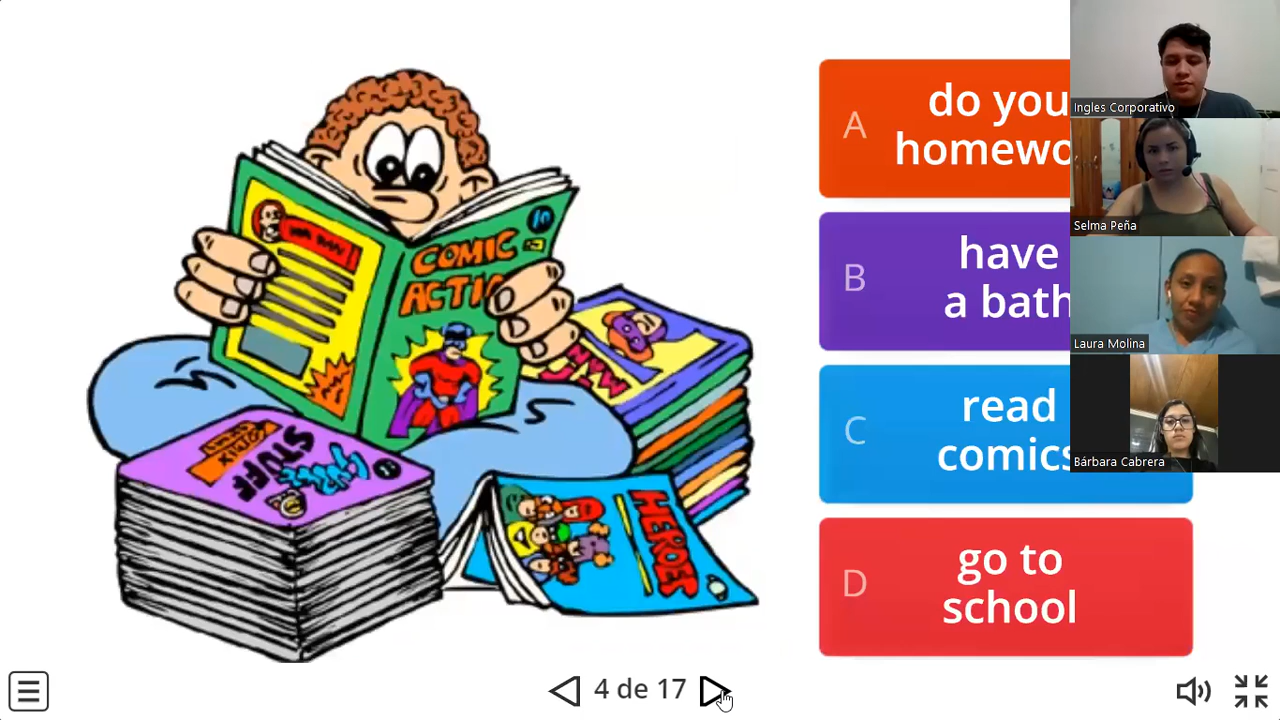 COMIC
ACTI
HEROES
STUFF
A
do you
homewo
B
have
a bath
C
read
comics
D
go to
school
Ingles Corporativo
Selma Peña
Laura Molina
Bárbara Cabrera
4 de 17